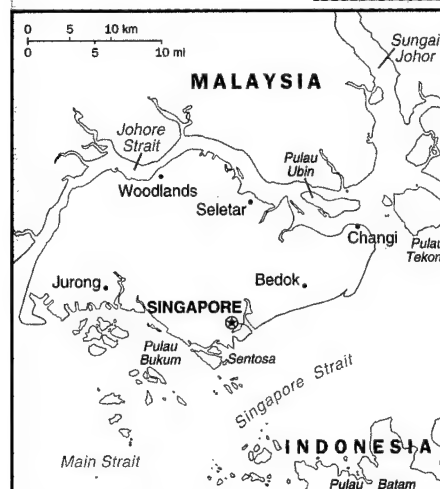 0 5 10 km
0 5 10 mi
Sungai
Johor
MALAYSIA
Johore
Strait
Pulau
Ubin
Woodlands
Seletar
Changi
Pulau
Tekon
Jurong
Bedok
SINGAPORE
Pulau
Bukum
Sentosa
Singapore Strait
Main Strait
INDONESIA
Pulau Batam